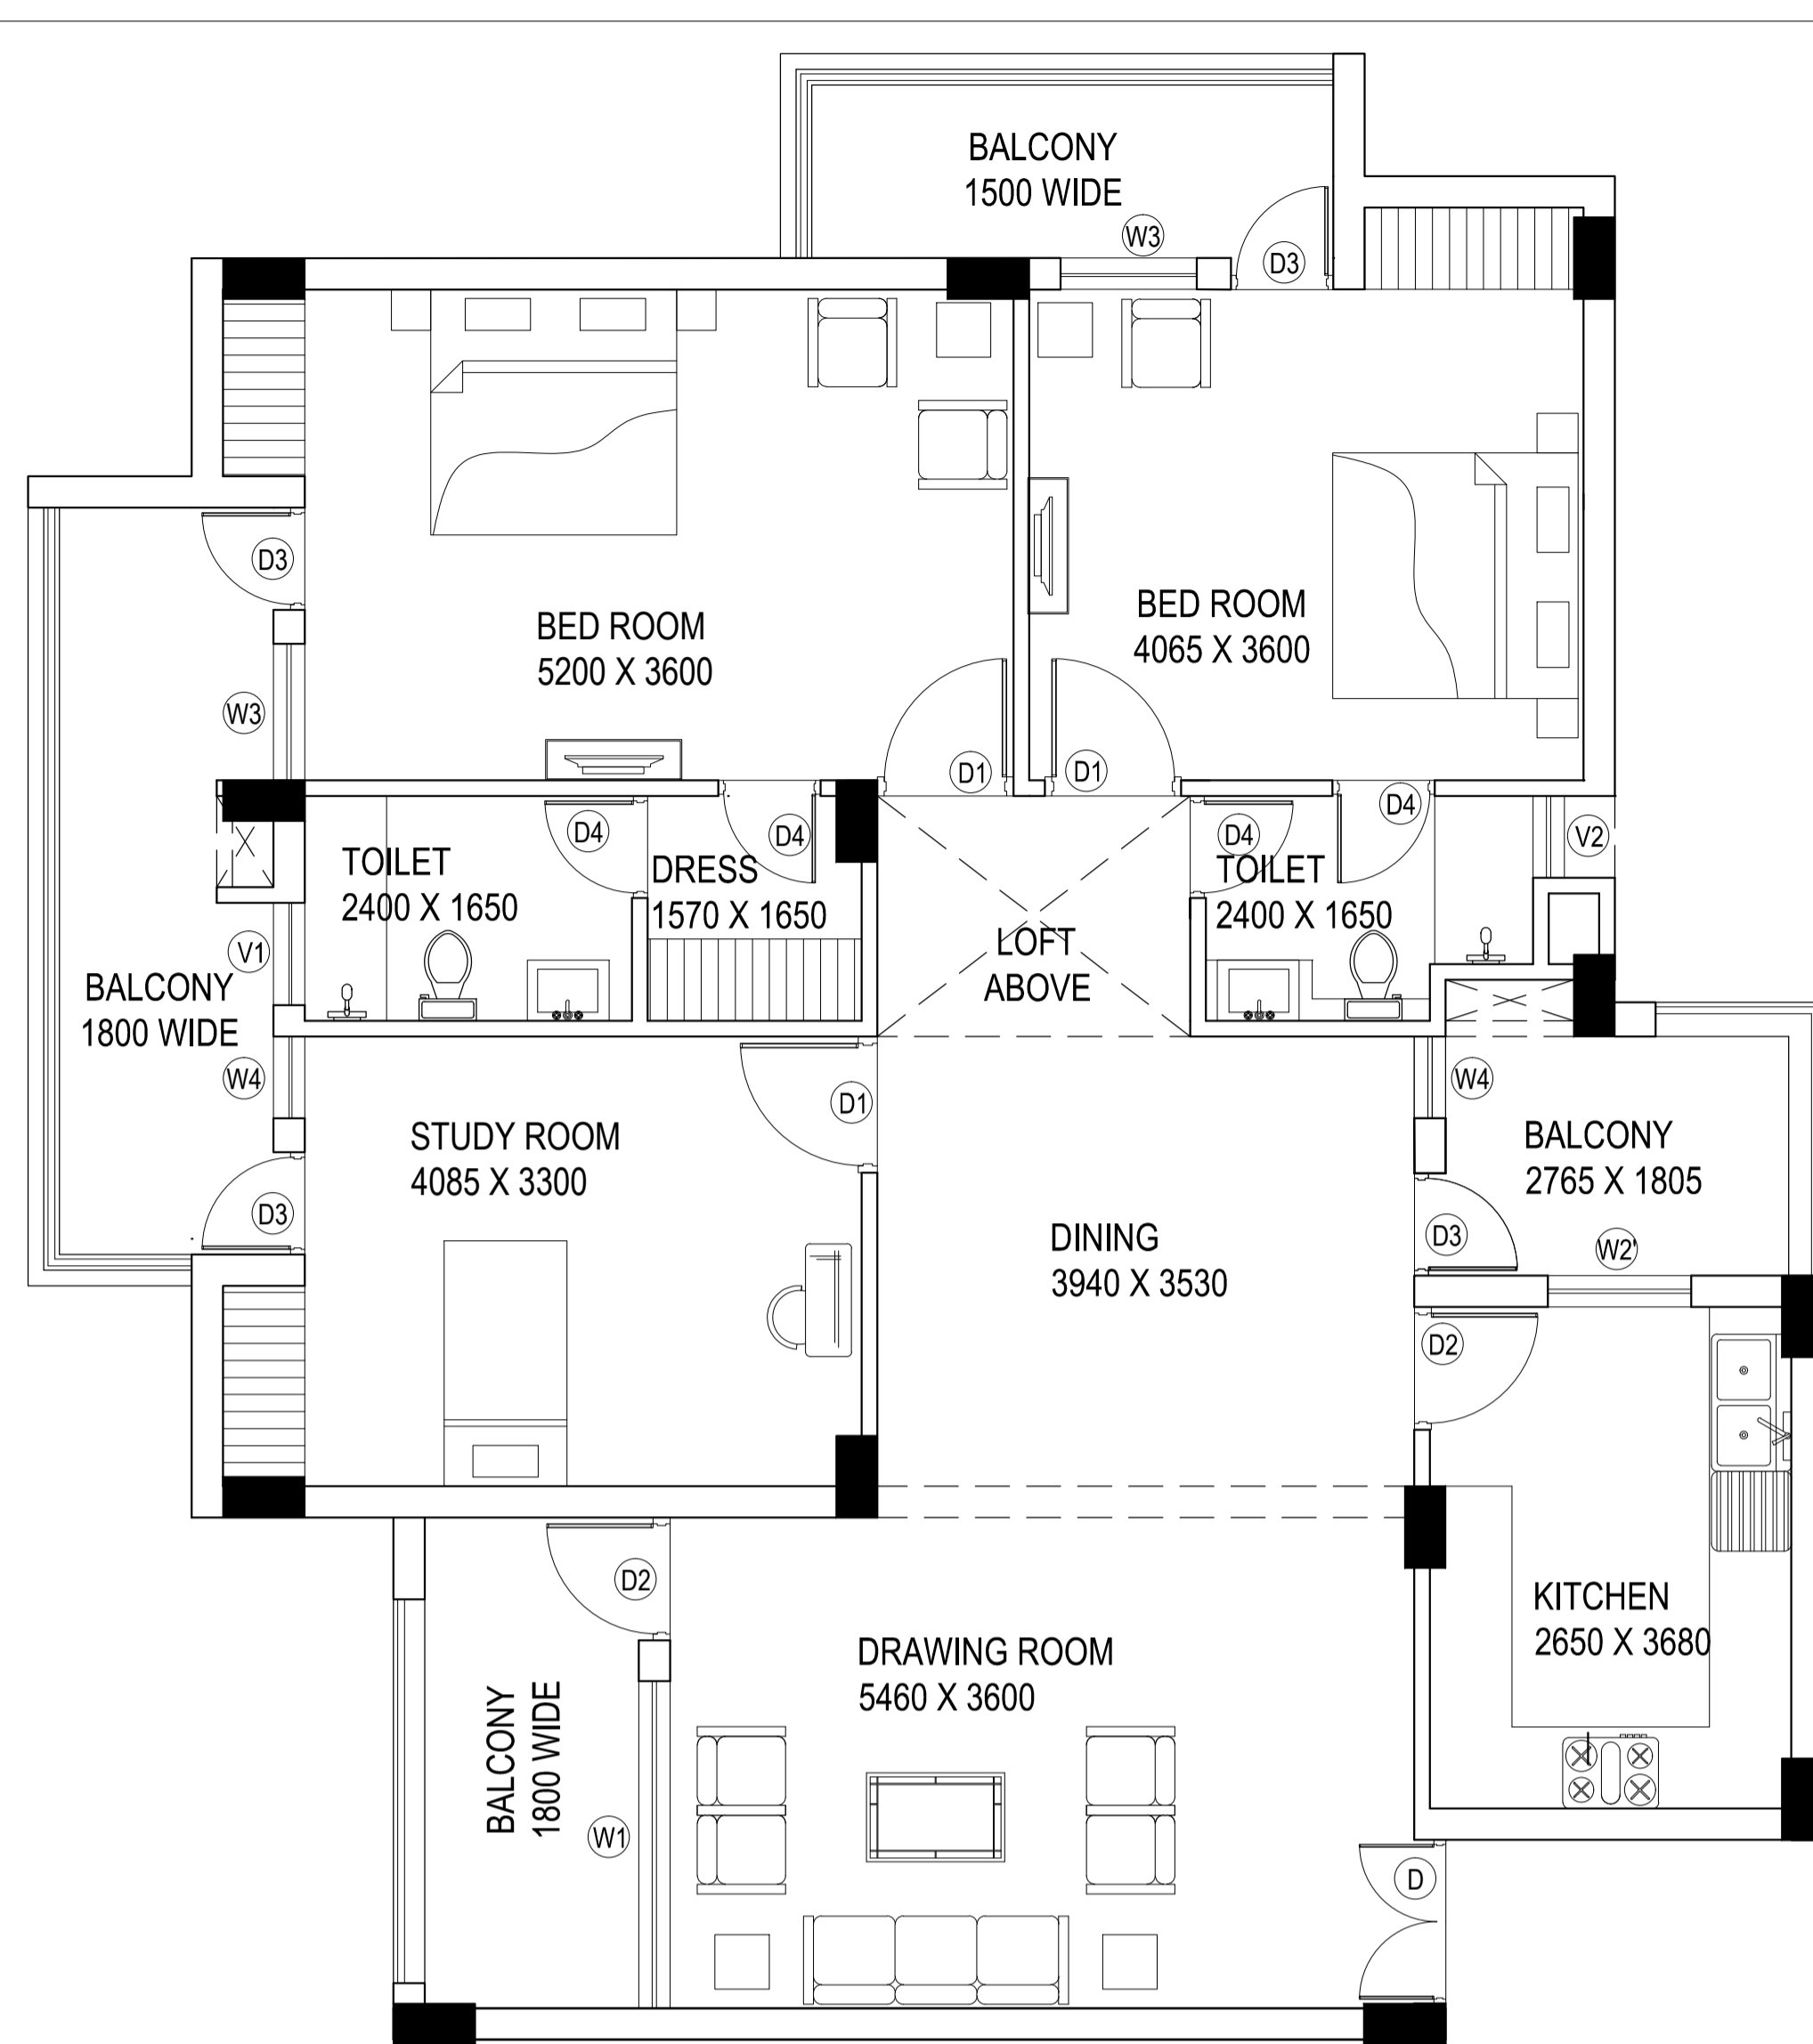 BALCONY
1500 WIDE
W3
D3
D3
BED ROOM
5200 X 3600
BED ROOM
4065 X 3600
W3
D1
D1
D4
D4
D4
D4
V2
TOILET
2400 X 1650
DRESS
1570 X 1650
TOILET
2400 X 1650
LOFT
ABOVE
V1
BALCONY
1800 WIDE
W4
W4
D1
STUDY ROOM
4085 X 3300
BALCONY
2765 X 1805
D3
D3
W2'
DINING
3940 X 3530
D2
D2
KITCHEN
2650 X 3680
DRAWING ROOM
5460 X 3600
BALCONY
1800 WIDE
W1
D